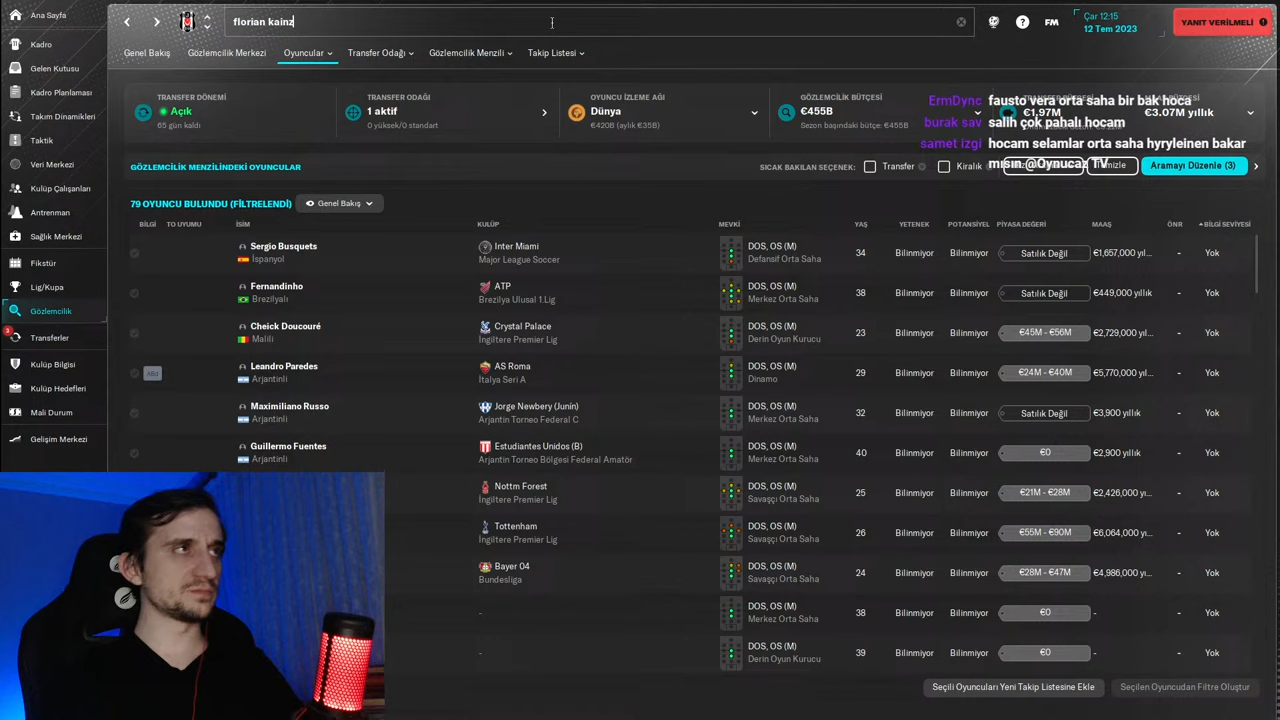 Ana Sayfa
florian kainz
FM
Çar 12:15
12 Tem 2023
YANIT VERİLMELİ
Kadro
Genel Bakış
Gözlemcilik Merkezi
Oyuncular
Transfer Odağı
Gözlemcilik Menzili
Takip Listesi
Gelen Kutusu
Kadro Planlaması
Takım Dinamikleri
Taktik
Veri Merkezi
Kulüp Çalışanları
Antrenman
Sağlık Merkezi
Fikstür
Lig/Kupa
Gözlemcilik
3
Transferler
Kulüp Bilgisi
Kulüp Hedefleri
Mali Durum
Gelişim Merkezi
TRANSFER DÖNEMİ
Açık
65 gün kaldı
TRANSFER ODAĞI
1 aktif
0 yüksek/0 standart
OYUNCU İZLEME AĞI
Dünya
€420B (aylık €35B)
GÖZLEMCİLİK BÜTÇESİ
€455B
Sezon başındaki bütçe: €455B
€1,97M
€3.07M yıllık
ErmDync fausto vera orta saha bir bak hoca
burak sav salih çok pahalı hocam
samet izgi hocam selamlar orta saha hyryleinen bakar
mısın @Oynucaz TV
GÖZLEMCİLİK MENZİLİNDEKİ OYUNCULAR
SICAK BAKILAN SEÇENEK:
Transfer
Kiralık
Aramayı Düzenle (3)
79 OYUNCU BULUNDU (FİLTRELENDİ)
Genel Bakış
BİLGİ TO UYUMU İSİM KULÜP MEVKİ YAŞ YETENEK POTANSİYEL PİYASA DEĞERİ MAAŞ ÖNR BİLGİ SEVİYESİ
Sergio Busquets Inter Miami DOS, OS (M) 34 Bilinmiyor Bilinmiyor Satılık Değil €1,657,000 yıl... - Yok
İspanyol Major League Soccer Defansif Orta Saha
Fernandinho ATP DOS, OS (M) 38 Bilinmiyor Bilinmiyor Satılık Değil €449,000 yıllık - Yok
Brezilyalı Brezilya Ulusal 1.Lig Merkez Orta Saha
Cheick Doucouré Crystal Palace DOS, OS (M) 23 Bilinmiyor Bilinmiyor €45M - €56M €2,729,000 yıl... - Yok
Malili İngiltere Premier Lig Derin Oyun Kurucu
Leandro Paredes AS Roma DOS, OS (M) 29 Bilinmiyor Bilinmiyor €24M - €40M €5,770,000 yıl... - Yok
Arjantinli İtalya Seri A Dinamo
Maximiliano Russo Jorge Newbery (Junín) DOS, OS (M) 32 Bilinmiyor Bilinmiyor Satılık Değil €3,900 yıllık - Yok
Arjantinli Arjantin Torneo Federal C Merkez Orta Saha
Guillermo Fuentes Estudiantes Unidos (B) DOS, OS (M) 40 Bilinmiyor Bilinmiyor €0 €2,900 yıllık - Yok
Arjantinli Arjantin Torneo Bölgesi Federal Amatör Merkez Orta Saha
Nottm Forest DOS, OS (M) 25 Bilinmiyor Bilinmiyor €21M - €28M €2,426,000 yı... - Yok
İngiltere Premier Lig Savaşçı Orta Saha
Tottenham DOS, OS (M) 26 Bilinmiyor Bilinmiyor €55M - €90M €6,064,000 yı... - Yok
İngiltere Premier Lig Savaşçı Orta Saha
Bayer 04 DOS, OS (M) 24 Bilinmiyor Bilinmiyor €28M - €47M €4,986,000 yı... - Yok
Bundesliga Savaşçı Orta Saha
- DOS, OS (M) 38 Bilinmiyor Bilinmiyor €0 - - Yok
Merkez Orta Saha
- DOS, OS (M) 39 Bilinmiyor Bilinmiyor €0 - - Yok
Derin Oyun Kurucu
Seçili Oyuncuları Yeni Takip Listesine Ekle
Seçilen Oyuncudan Filtre Oluştur